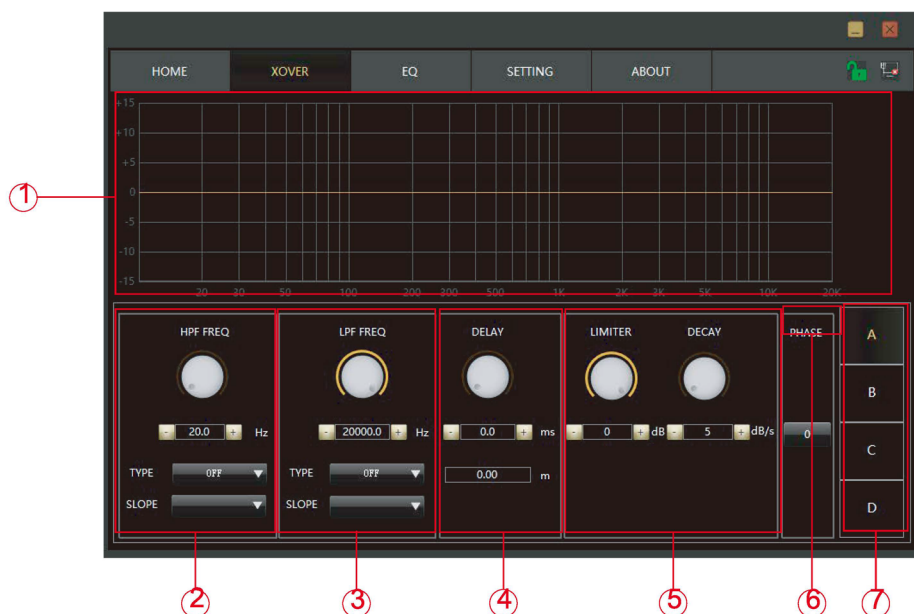 HOME XOVER EQ SETTING ABOUT
+15
+10
+5
0
-5
-10
-15
20 30 50 100 200 300 500 1K 2K 3K 5K 10K 20K
1
HPF FREQ LPF FREQ DELAY LIMITER DECAY PHASE A
B
- 20.0 + Hz - 20000.0 + Hz - 0.0 + ms - 0 + dB - 5 + dB/s 0
C
TYPE OFF TYPE OFF 0.00 m
SLOPE SLOPE D
2 3 4 5 6 7